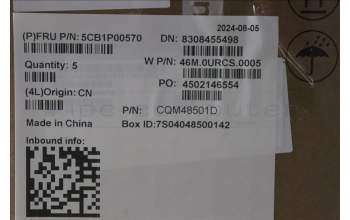 2024-08-05
(P)FRU P/N: 5CB1P00570 DN: 8308455498
Quantity: 5 W P/N: 46M.0URCS.0005
PO: 4502146554
(4L)Origin: CN
P/N: CQM48501D
Made in China Box ID:7S04048500142
Inbound info: